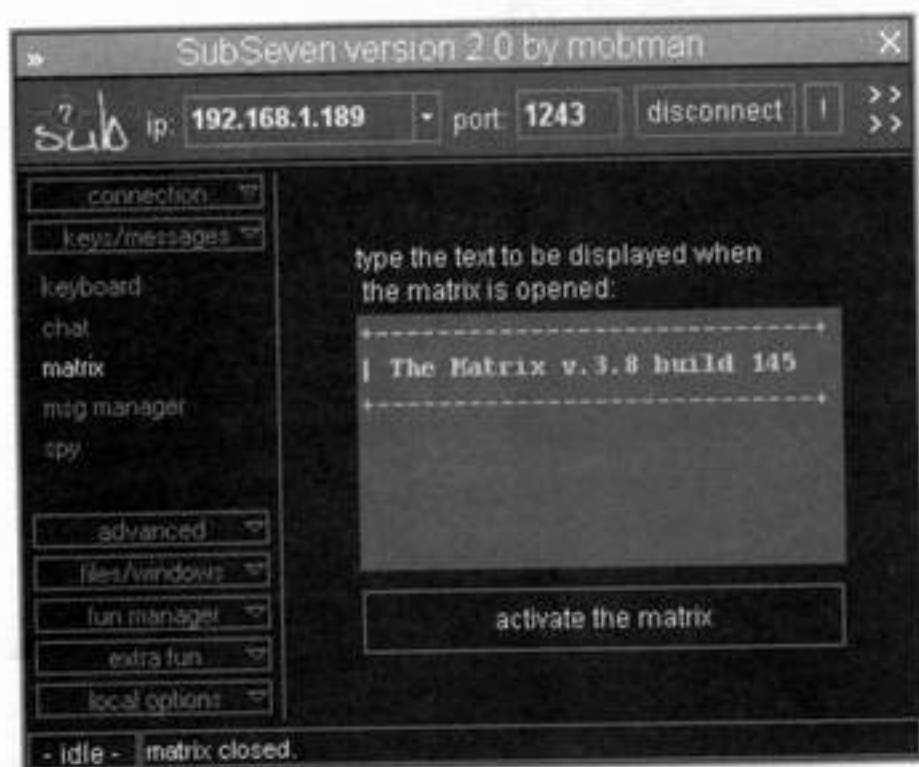 » SubSeven version 2.0 by mobman X
sub 7 ip: 192.168.1.189 port: 1243 disconnect ! >> >>
connection
keys/messages
keyboard
chat
matrix
msg manager
spy
advanced
files/windows
fun manager
extra fun
local options
type the text to be displayed when
the matrix is opened:
+-----------------------------+
| The Matrix v.3.8 build 145
+-----------------------------+
activate the matrix
- idle - matrix closed.